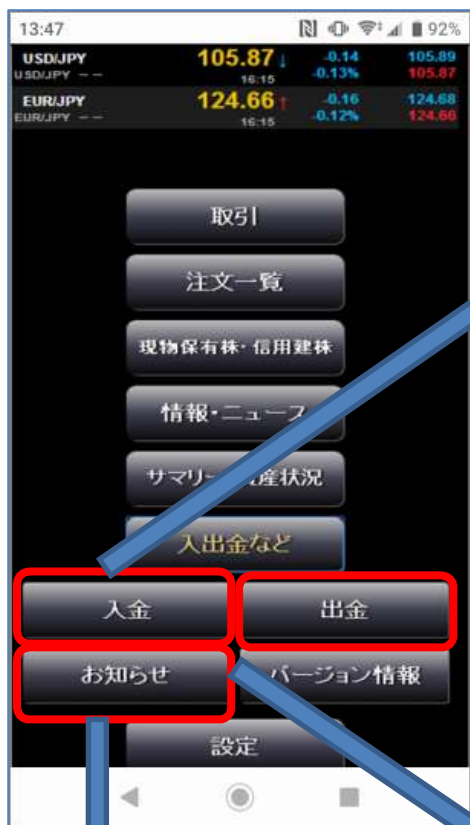 13:47 92%
USD/JPY 105.87↓ -0.14 105.89
USD/JPY -- 16:15 -0.13% 105.87
EUR/JPY 124.66↑ -0.16 124.68
EUR/JPY -- 16:15 -0.12% 124.66
取引
注文一覧
現物保有株・信用建株
情報・ニュース
サマリー 産状況
入出金など
入金 出金
お知らせ バージョン情報
設定